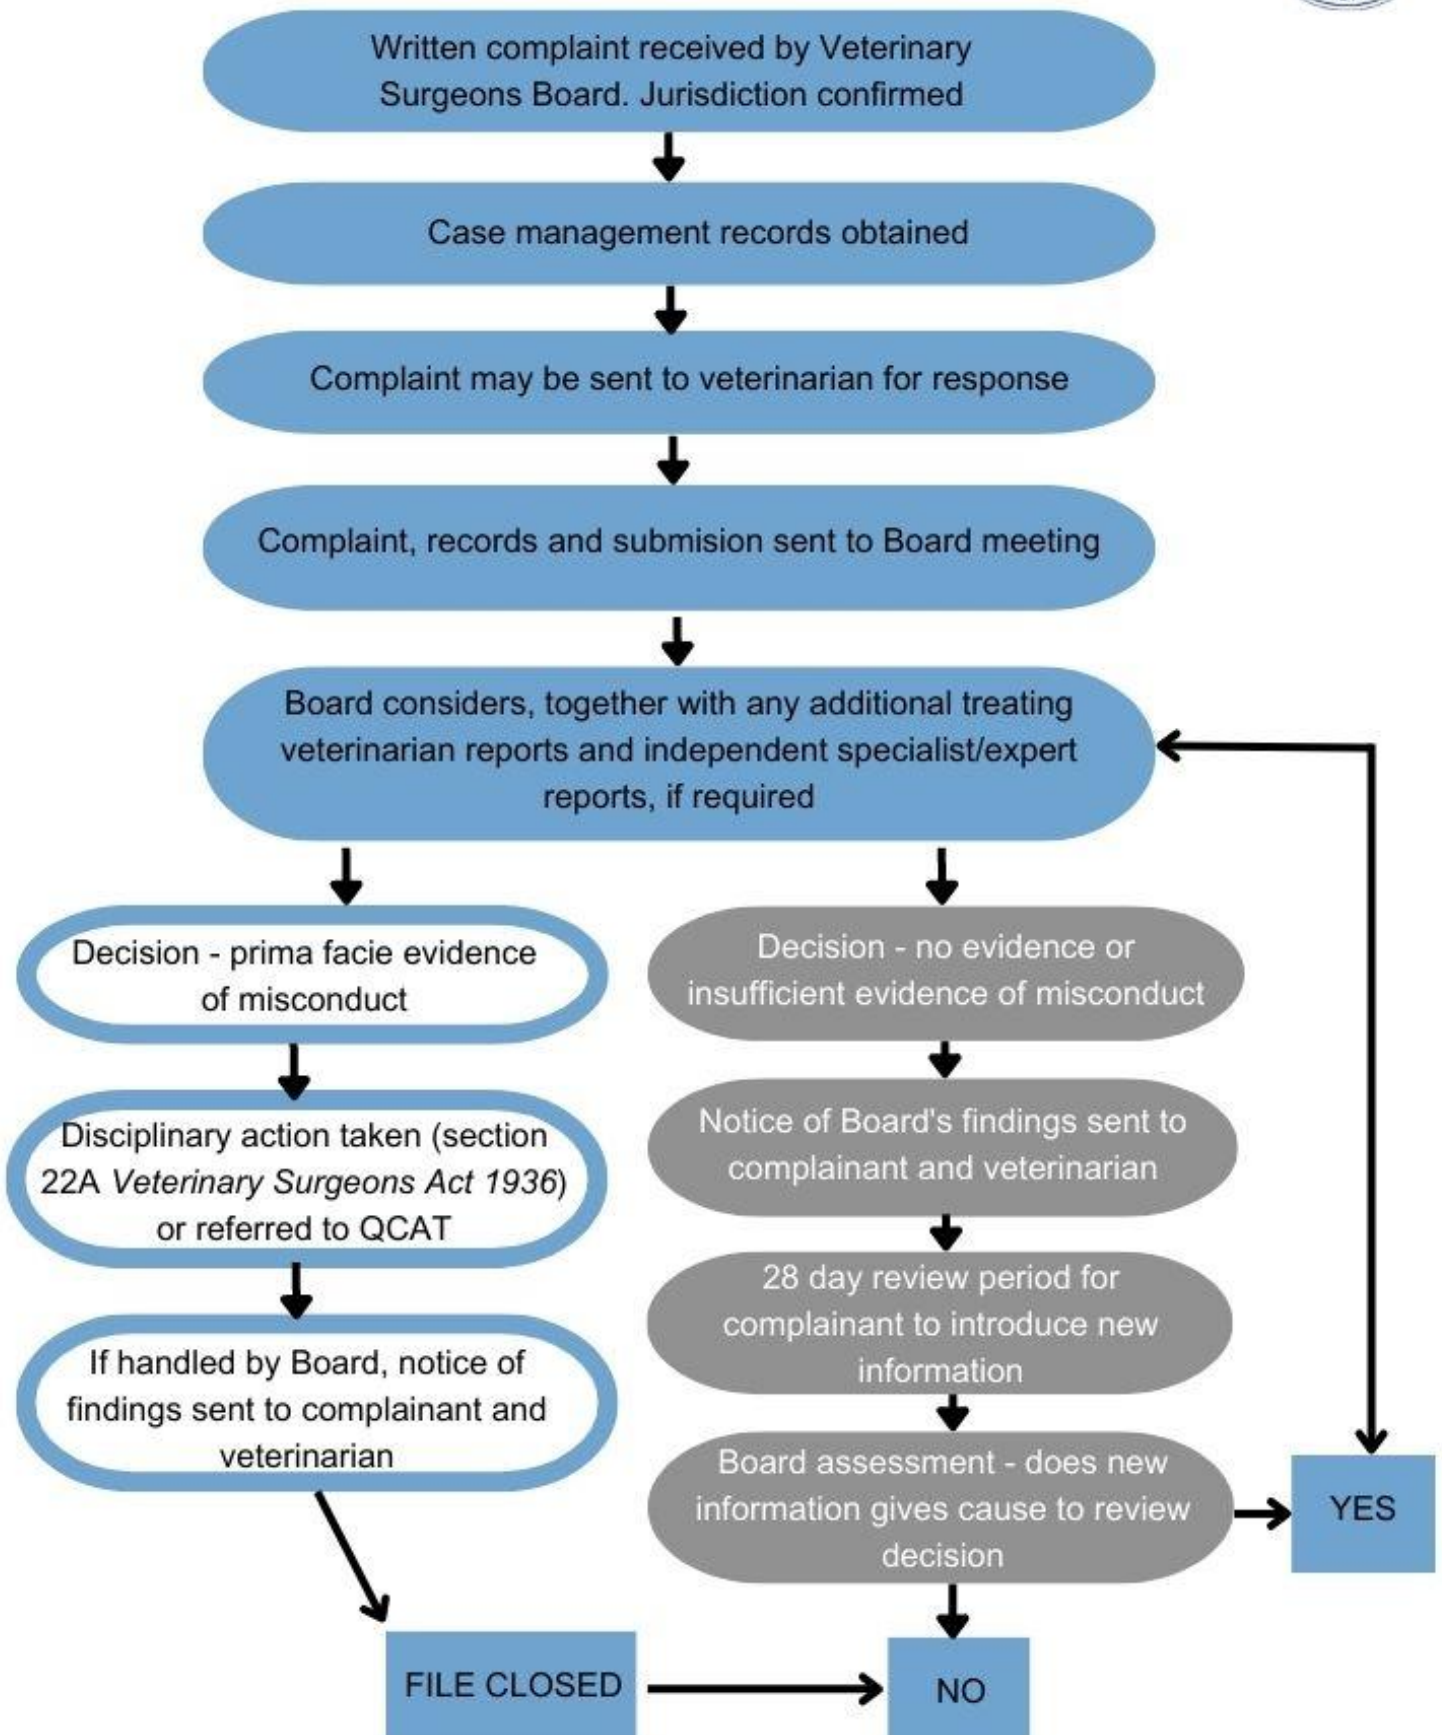 Written complaint received by Veterinary
Surgeons Board. Jurisdiction confirmed
Case management records obtained
Complaint may be sent to veterinarian for response
Complaint, records and submision sent to Board meeting
Board considers, together with any additional treating
veterinarian reports and independent specialist/expert
reports, if required
Decision - prima facie evidence
of misconduct
Disciplinary action taken (section
22A Veterinary Surgeons Act 1936)
or referred to QCAT
If handled by Board, notice of
findings sent to complainant and
veterinarian
Decision - no evidence or
insufficient evidence of misconduct
Notice of Board's findings sent to
complainant and veterinarian
28 day review period for
complainant to introduce new
information
Board assessment - does new
information gives cause to review
decision
YES
FILE CLOSED
NO